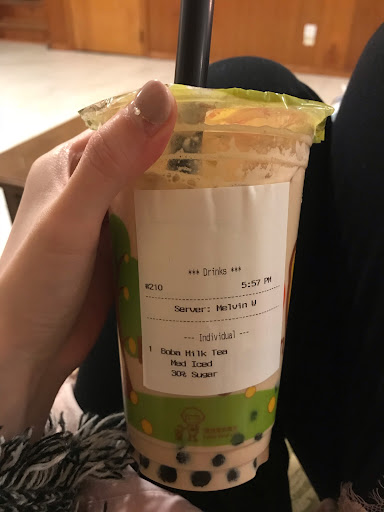 *** Drinks ***
#210 5:57 PM
Server: Melvin W
--- Individual ---
1 Boba Milk Tea
Med Iced
30% Sugar